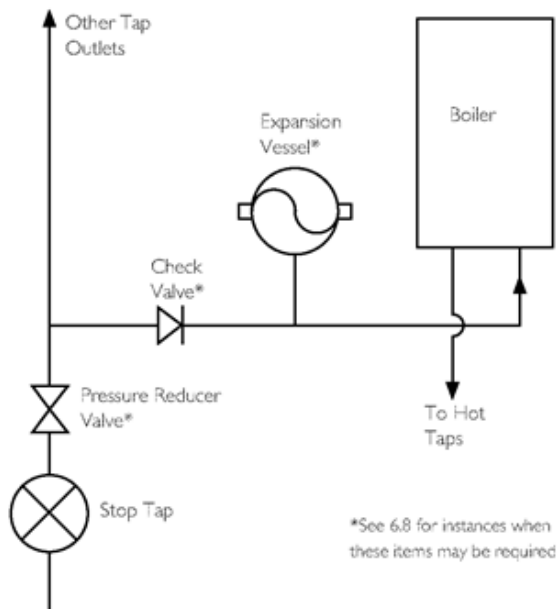 Other Tap
Outlets
Expansion
Vessel*
Boiler
Check
Valve*
Pressure Reducer
Valve*
To Hot
Taps
Stop Tap
*See 6.8 for instances when
these items may be required